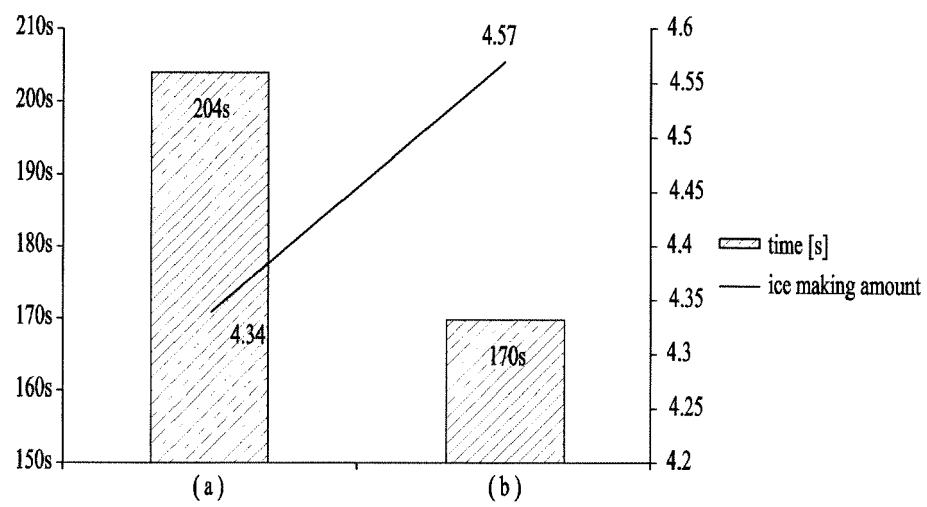 210s
200s
190s
180s
170s
160s
150s
204s
4.34
4.57
170s
4.6
4.55
4.5
4.45
4.4
4.35
4.3
4.25
4.2
(a)
(b)
time [s]
ice making amount